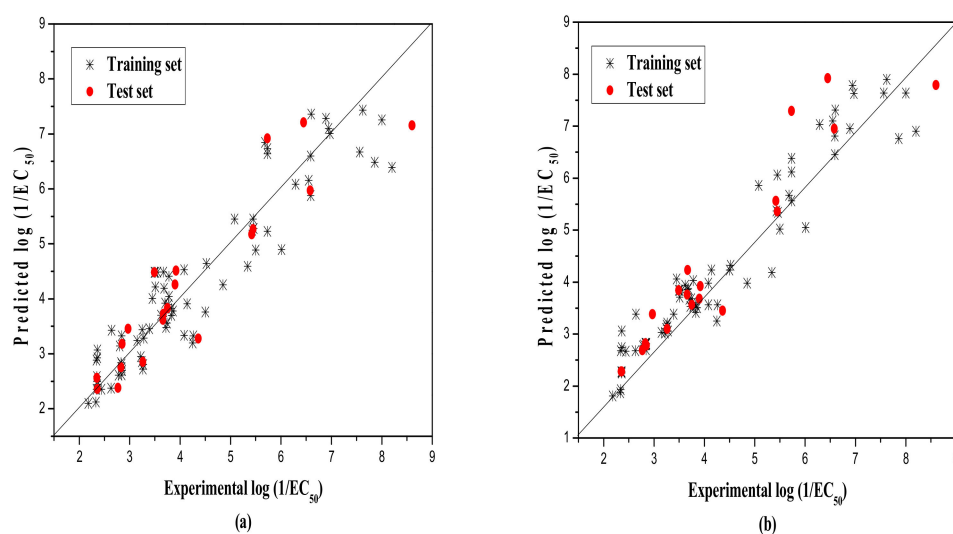 9
8
7
6
5
4
3
2
2 3 4 5 6 7 8 9
Predicted log (1/EC50)
Training set
Test set
Experimental log (1/EC50)
(a)
9
8
7
6
5
4
3
2
1
2 3 4 5 6 7 8
Predicted log (1/EC50)
Training set
Test set
Experimental log (1/EC50)
(b)